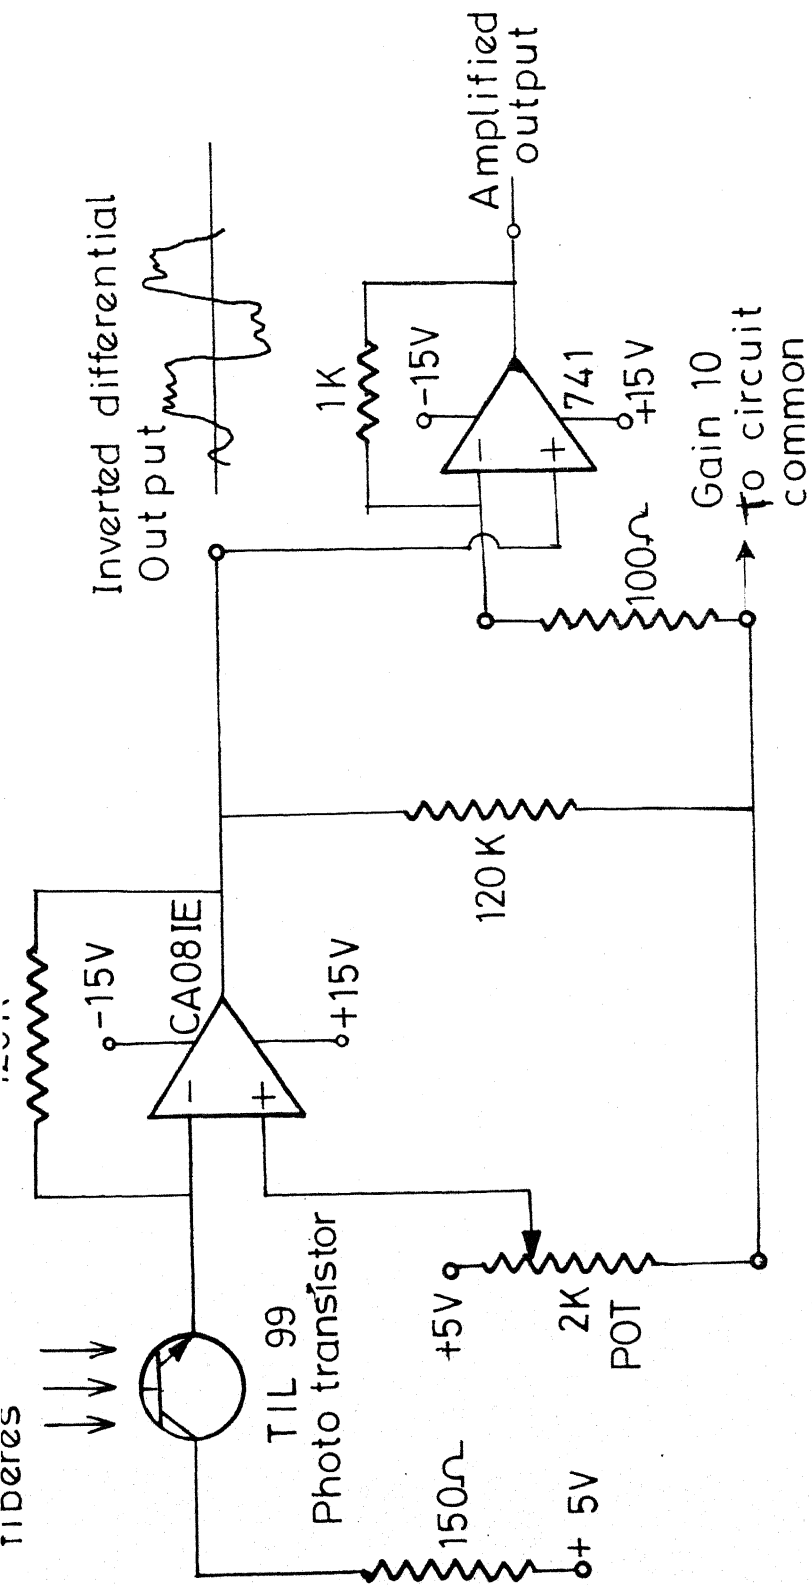 TIL 99
Photo transistor
150Ω
+ 5V
+5V
2K
POT
-15V
CA081E
+15V
-
+
120K
Inverted differential
Output
1K
-15V
741
+15V
-
+
100Ω
Amplified
output
Gain 10
To circuit
common